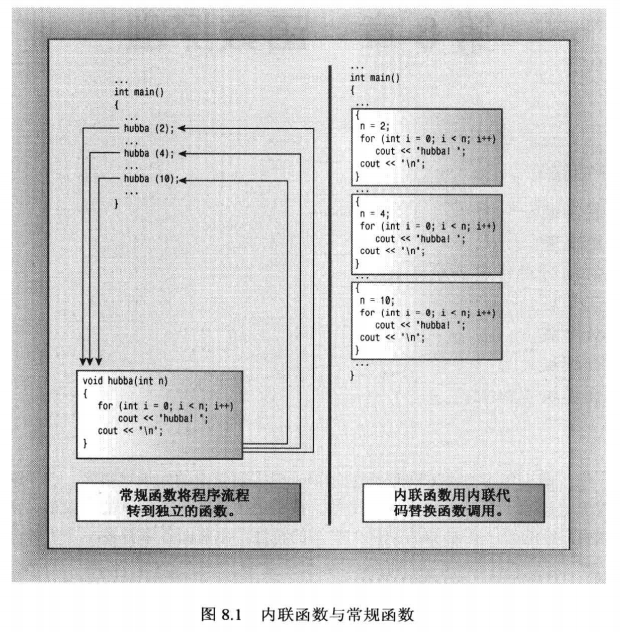 ...
int main()
{
...
hubba (2);
...
hubba (4);
...
hubba (10);
...
}
void hubba(int n)
{
for (int i = 0; i < n; i++)
cout << "hubba! ";
cout << '\n';
}
常规函数将程序流程
转到独立的函数。
...
int main()
{
...
{
n = 2;
for (int i = 0; i < n; i++)
cout << "hubba! ";
cout << '\n';
}
...
{
n = 4;
for (int i = 0; i < n; i++)
cout << "hubba! ";
cout << '\n';
}
...
{
n = 10;
for (int i = 0; i < n; i++)
cout << "hubba! ";
cout << '\n';
}
...
}
内联函数用内联代
码替换函数调用。
图 8.1 内联函数与常规函数